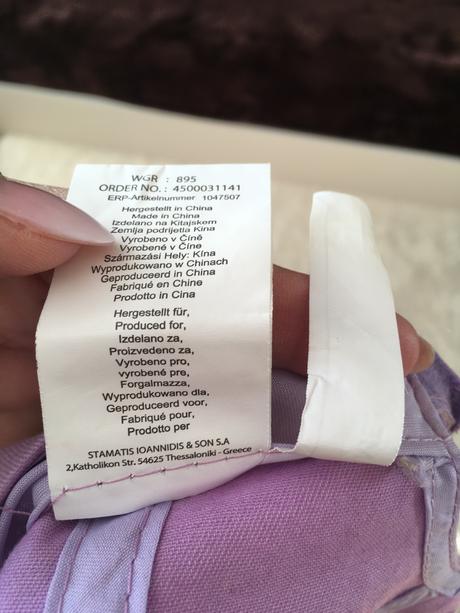 WGR : 895
ORDER NO.: 4500031141
ERP-Artikelnummer 1047507
Hergestellt in China
Made in China
Izdelano na Kitajskem
Zemlja podrijetla Kina
Vyrobeno v Číně
Vyrobené v Číne
Származási Hely: Kína
Wyprodukowano w Chinach
Geproduceerd in China
Fabriqué en Chine
Prodotto in Cina
Hergestellt für,
Produced for,
Izdelano za,
Proizvedeno za,
Vyrobeno pro,
vyrobené pre,
Forgalmazza,
Wyprodukowano dla,
Geproduceerd voor,
Fabriqué pour,
Prodotto per
STAMATIS IOANNIDIS & SON S.A
2,Katholikon Str. 54625 Thessaloniki - Greece